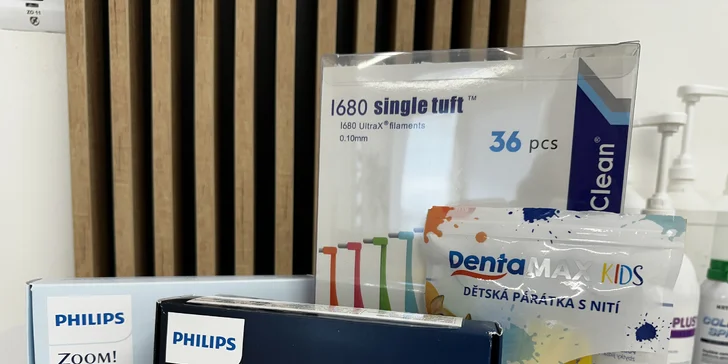 1680 single tuft™
1680 UltraX® filaments
0.10mm
36 pcs
Clean®
DentaMAX KIDS
DĚTSKÁ PÁRÁTKA S NITÍ
PHILIPS
ZOOM!
PHILIPS
-PLUS+